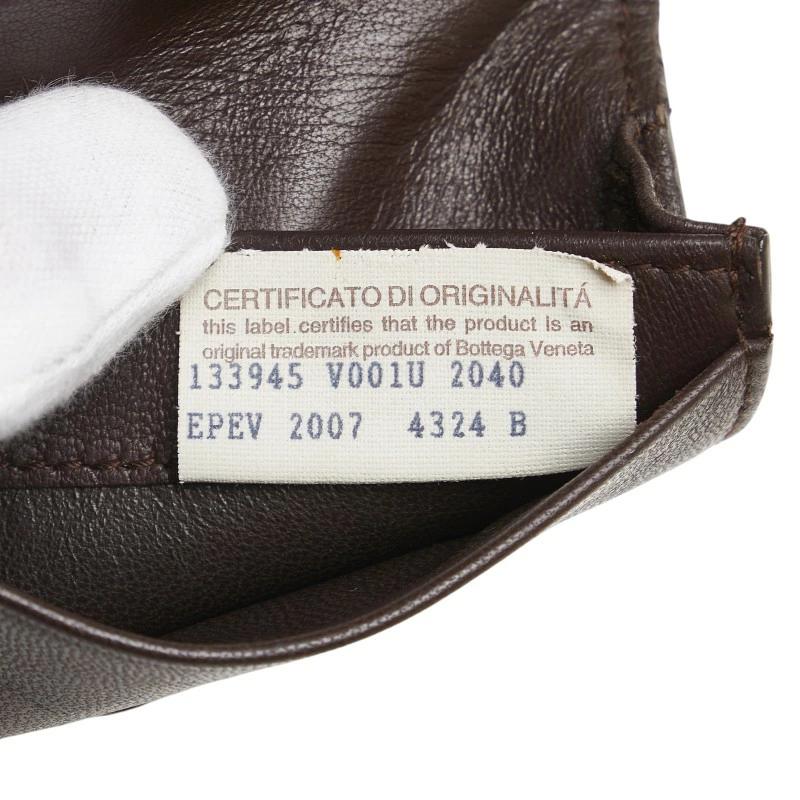 CERTIFICATO DI ORIGINALITÁ
this label.certifies that the product is an
original trademark product of Bottega Veneta
133945 V001U 2040
EPEV 2007 4324 B